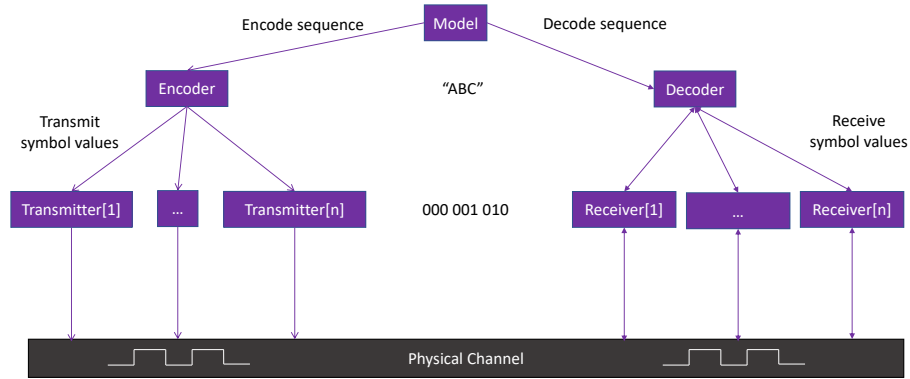 Model
Encode sequence
Decode sequence
Encoder
“ABC”
Decoder
Transmit
symbol values
Receive
symbol values
Transmitter[1]
...
Transmitter[n]
000 001 010
Receiver[1]
...
Receiver[n]
Physical Channel